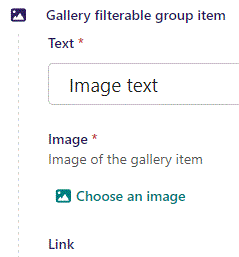 Gallery filterable group item
Text *
Image text
Image *
Image of the gallery item
Choose an image
Link